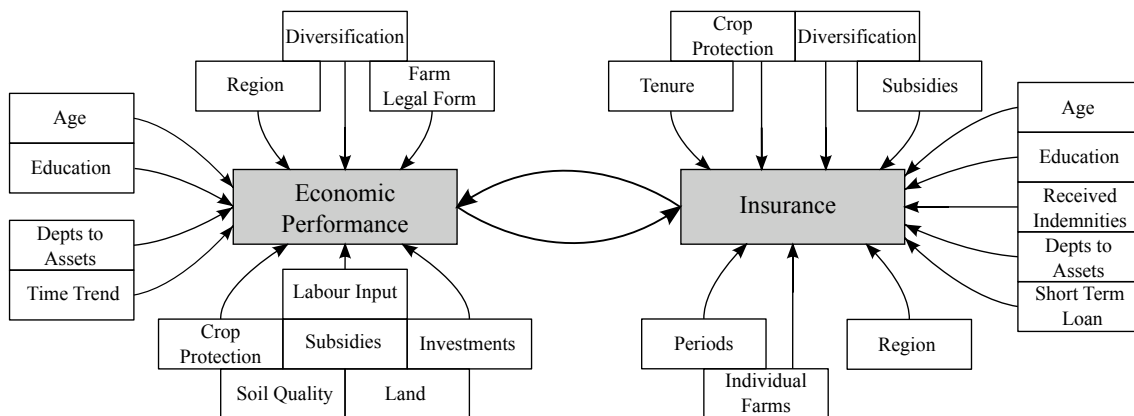 Diversification
Region
Farm
Legal Form
Age
Education
Depts to
Assets
Time Trend
Economic
Performance
Labour Input
Crop
Protection
Subsidies
Investments
Soil Quality
Land
Crop
Protection
Diversification
Tenure
Subsidies
Insurance
Age
Education
Received
Indemnities
Depts to
Assets
Short Term
Loan
Periods
Individual
Farms
Region